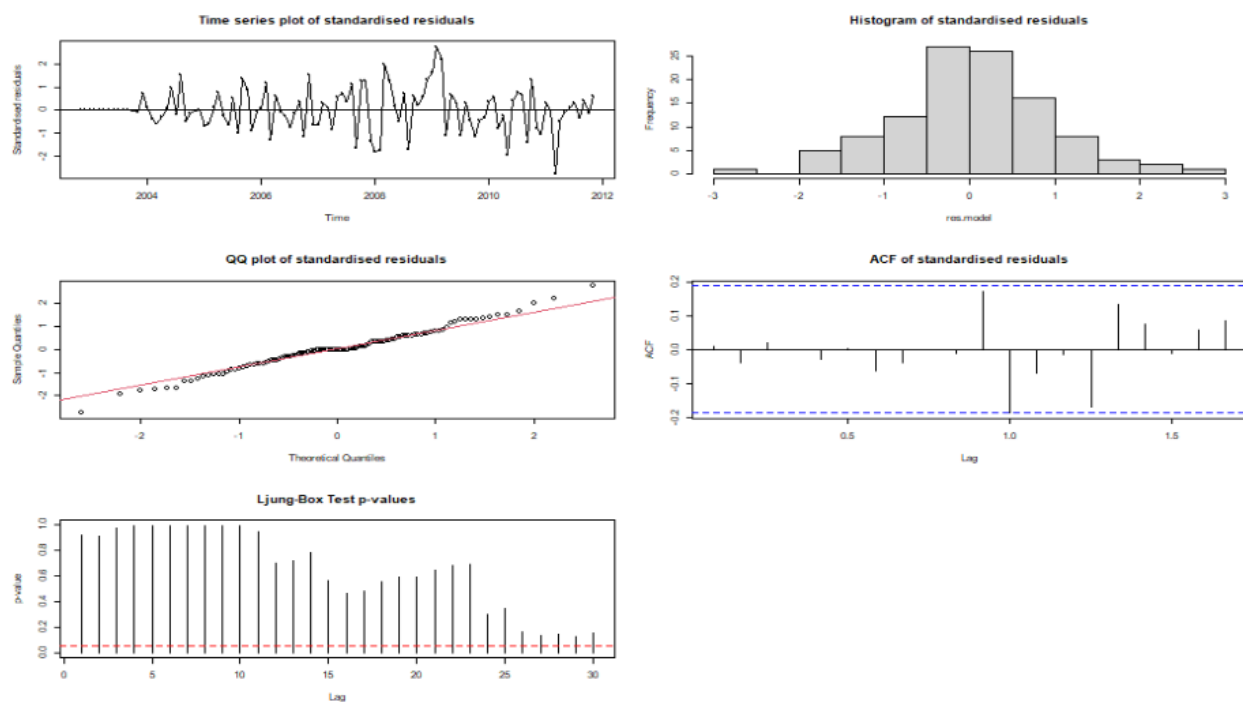 Time series plot of standardised residuals
Standardised residuals
2
1
0
-1
-2
2004 2006 2008 2010 2012
Time
Histogram of standardised residuals
Frequency
25
20
15
10
5
0
-3 -2 -1 0 1 2 3
res.model
QQ plot of standardised residuals
Sample Quantiles
2
1
0
-1
-2
-2 -1 0 1 2
Theoretical Quantiles
ACF of standardised residuals
ACF
0.2
0.1
0.0
-0.1
-0.2
0.5 1.0 1.5
Lag
Ljung-Box Test p-values
p-value
1.0
0.8
0.6
0.4
0.2
0.0
0 5 10 15 20 25 30
Lag